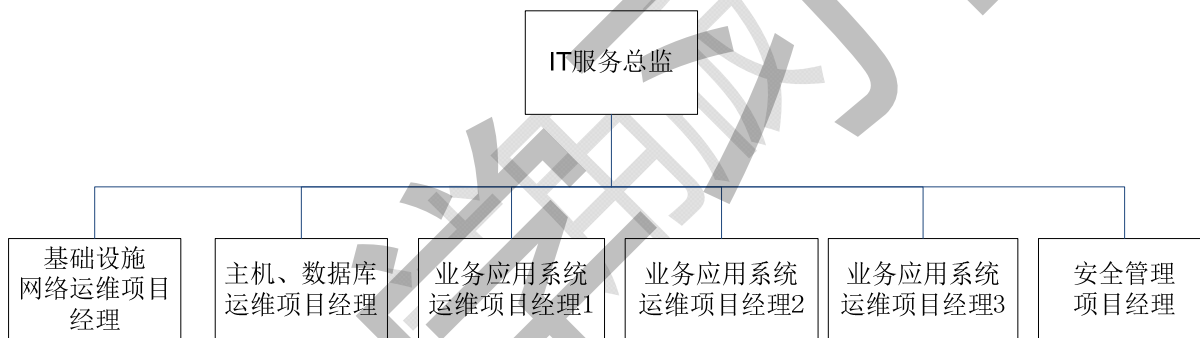 IT服务总监
基础设施
网络运维项目
经理
主机、数据库
运维项目经理
业务应用系统
运维项目经理1
业务应用系统
运维项目经理2
业务应用系统
运维项目经理3
安全管理
项目经理